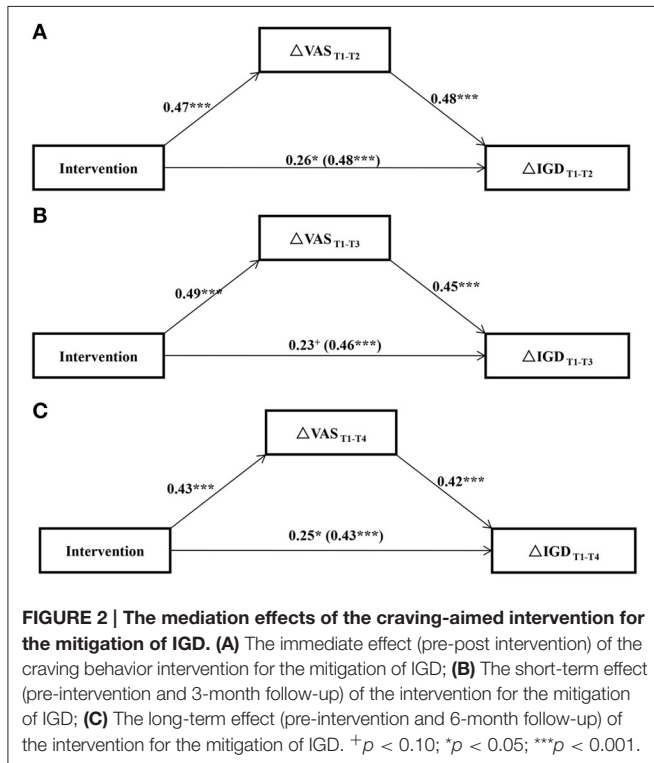 A
△VAS T1-T2
0.47***
0.48***
Intervention
0.26* (0.48***)
△IGD T1-T2
B
△VAS T1-T3
0.49***
0.45***
Intervention
0.23+ (0.46***)
△IGD T1-T3
C
△VAS T1-T4
0.43***
0.42***
Intervention
0.25* (0.43***)
△IGD T1-T4
FIGURE 2 | The mediation effects of the craving-aimed intervention for
the mitigation of IGD. (A) The immediate effect (pre-post intervention) of the
craving behavior intervention for the mitigation of IGD; (B) The short-term effect
(pre-intervention and 3-month follow-up) of the intervention for the mitigation
of IGD; (C) The long-term effect (pre-intervention and 6-month follow-up) of
the intervention for the mitigation of IGD. +p < 0.10; *p < 0.05; ***p < 0.001.